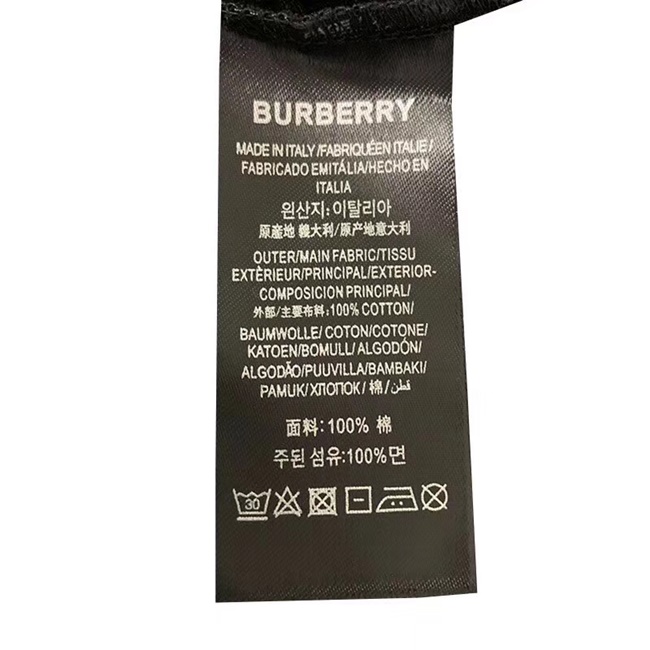 BURBERRY
MADE IN ITALY/FABRIQUÉEN ITALIE/
FABRICADO EMITÁLIA/HECHO EN
ITALIA
원산지:이탈리아
原産地 義大利/原产地意大利
OUTER/MAIN FABRIC/TISSU
EXTÈRIEUR/PRINCIPAL/EXTERIOR-
COMPOSICION PRINCIPAL/
外部/主要布料:100% COTTON/
BAUMWOLLE/COTON/COTONE/
KATOEN/BOMULL/ALGODÓN/
ALGODÃO/PUUVILLA/BAMBAKI/
PAMUK/ХЛОПОК/棉/قطن
面料:100% 棉
주된 섬유:100%면
30